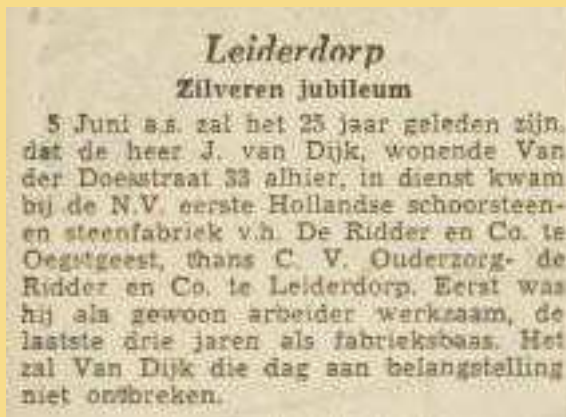 Leiderdorp
Zilveren jubileum
5 Juni a.s. zal het 25 jaar geleden zijn,
dat de heer J. van Dijk, wonende Van
der Doesstraat 33 alhier, in dienst kwam
bij de N.V. eerste Hollandse schoorsteen-
en steenfabriek v.h. De Ridder en Co. te
Oegstgeest, thans C. V. Ouderzorg- de
Ridder en Co. te Leiderdorp. Eerst was
hij als gewoon arbeider werkzaam, de
laatste drie jaren als fabrieksbaas. Het
zal Van Dijk die dag aan belangstelling
niet ontbreken.